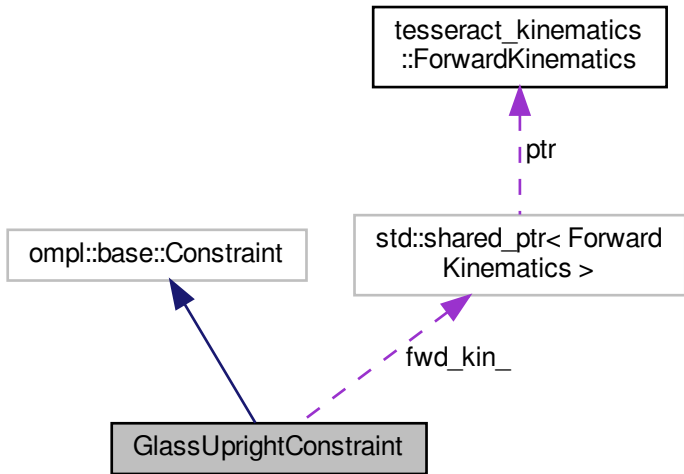 tesseract_kinematics
::ForwardKinematics
ptr
ompl::base::Constraint
std::shared_ptr< Forward
Kinematics >
fwd_kin_
GlassUprightConstraint